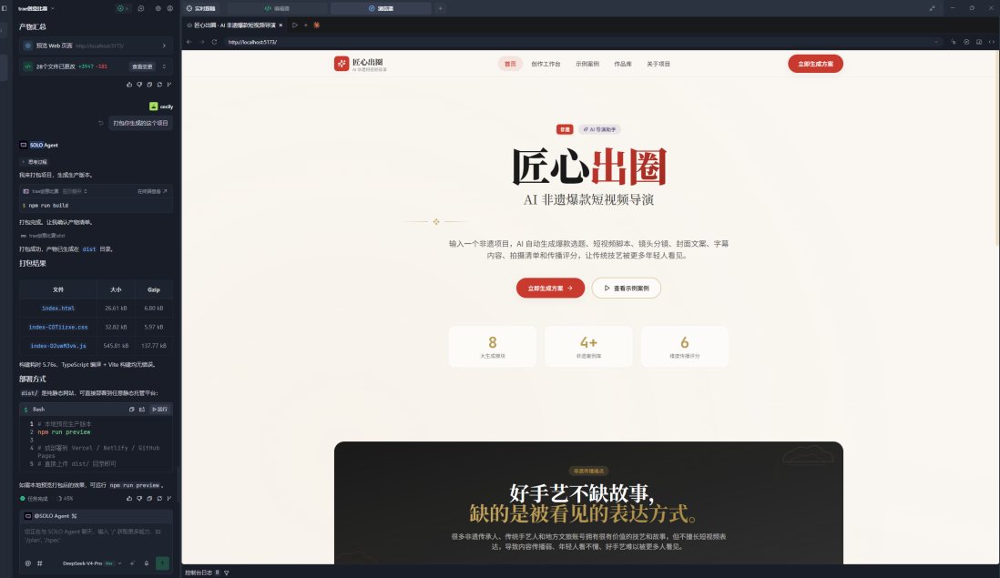 trae创变比赛
产物汇总
预览 Web 页面 http://localhost:5173/
28个文件已更改 +3947 -101 查看变更
cecily
打包你生成的这个项目
SOLO Agent
思考过程
我来打包项目，生成生产版本。
在终端查看
$ npm run build
打包完成。让我确认产物清单。
打包成功，产物已生成在 dist 目录。
打包结果
文件 大小 Gzip
index.html 26.61 kB 6.80 kB
index-CDTiizxe.css 32.82 kB 5.97 kB
index-D2uwM3vk.js 545.81 kB 137.77 kB
构建耗时 5.76s，TypeScript 编译 + Vite 构建均无错误。
部署方式
dist/ 是纯静态网站，可直接部署到任意静态托管平台：
Bash 运行
1 # 本地预览生产版本
2 npm run preview
3
4 # 或部署到 Vercel / Netlify / GitHub
Pages
5 # 直接上传 dist/ 目录即可
如需本地预览打包后的效果，可运行 npm run preview。
任务完成 45%
@SOLO Agent
您正在与 SOLO Agent 聊天，输入 '/' 获取更多能力，如
'/plan', '/spec'
DeepSeek-V4-Pro Max
实时跟随 编辑器 浏览器
匠心出圈 · AI 非遗爆款短视频导演
http://localhost:5173/
匠心出圈
AI 非遗爆款短视频导演
首页 创作工作台 示例案例 作品库 关于项目
立即生成方案
非遗 AI 导演助手
匠心出圈
AI 非遗爆款短视频导演
输入一个非遗项目，AI 自动生成爆款选题、短视频脚本、镜头分镜、封面文案、字幕
内容、拍摄清单和传播评分，让传统技艺被更多年轻人看见。
立即生成方案 → 查看示例案例
8 4+ 6
大生成模块 非遗案例库 维度传播评分
非遗传播痛点
好手艺不缺故事，
缺的是被看见的表达方式。
很多非遗传承人、传统手艺人和地方文旅账号拥有很有价值的技艺和故事，但不擅长短视频表
达，导致内容传播弱、年轻人看不懂、好手艺难以被更多人看见。
控制台日志 8